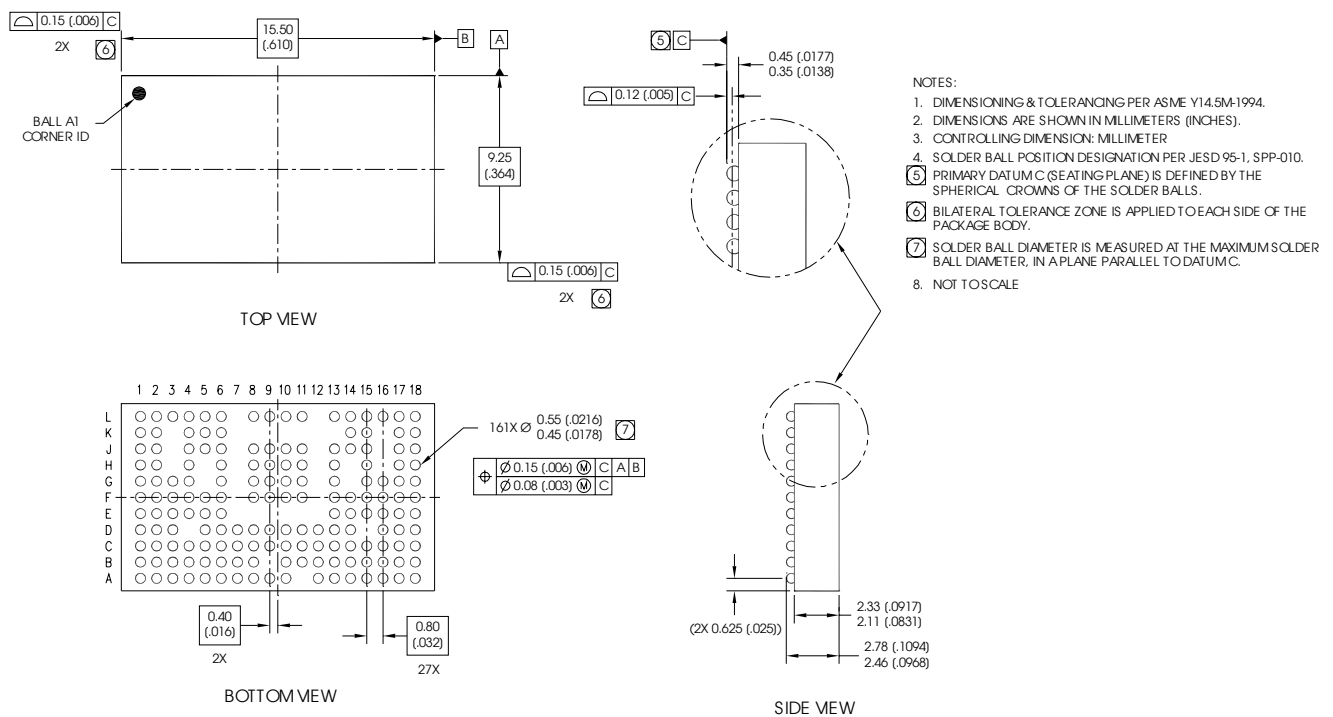 ⌓ 0.15 (.006) C
2X 6
15.50
(.610)
B
A
BALL A1
CORNER ID
9.25
(.364)
⌓ 0.15 (.006) C
2X 6
TOP VIEW
5 C
0.45 (.0177)
0.35 (.0138)
⌓ 0.12 (.005) C
NOTES:
1. DIMENSIONING & TOLERANCING PER ASME Y14.5M-1994.
2. DIMENSIONS ARE SHOWN IN MILLIMETERS (INCHES).
3. CONTROLLING DIMENSION: MILLIMETER
4. SOLDER BALL POSITION DESIGNATION PER JESD 95-1, SPP-010.
5 PRIMARY DATUM C (SEATING PLANE) IS DEFINED BY THE
SPHERICAL CROWNS OF THE SOLDER BALLS.
6 BILATERAL TOLERANCE ZONE IS APPLIED TO EACH SIDE OF THE
PACKAGE BODY.
7 SOLDER BALL DIAMETER IS MEASURED AT THE MAXIMUM SOLDER
BALL DIAMETER, IN A PLANE PARALLEL TO DATUM C.
8. NOT TO SCALE
1 2 3 4 5 6 7 8 9 10 11 12 13 14 15 16 17 18
L
K
J
H
G
F
E
D
C
B
A
161X Ø 0.55 (.0216)
0.45 (.0178) 7
⌖ Ø 0.15 (.006) Ⓜ C A B
Ø 0.08 (.003) Ⓜ C
0.40
(.016)
2X
0.80
(.032)
27X
BOTTOM VIEW
(2X 0.625 (.025))
2.33 (.0917)
2.11 (.0831)
2.78 (.1094)
2.46 (.0968)
SIDE VIEW